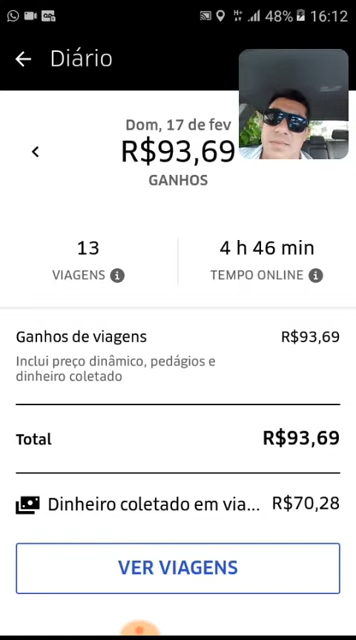 48% 16:12
Diário
Dom, 17 de fev
R$93,69
GANHOS
13
4 h 46 min
VIAGENS
TEMPO ONLINE
Ganhos de viagens R$93,69
Inclui preço dinâmico, pedágios e
dinheiro coletado
Total R$93,69
Dinheiro coletado em via... R$70,28
VER VIAGENS